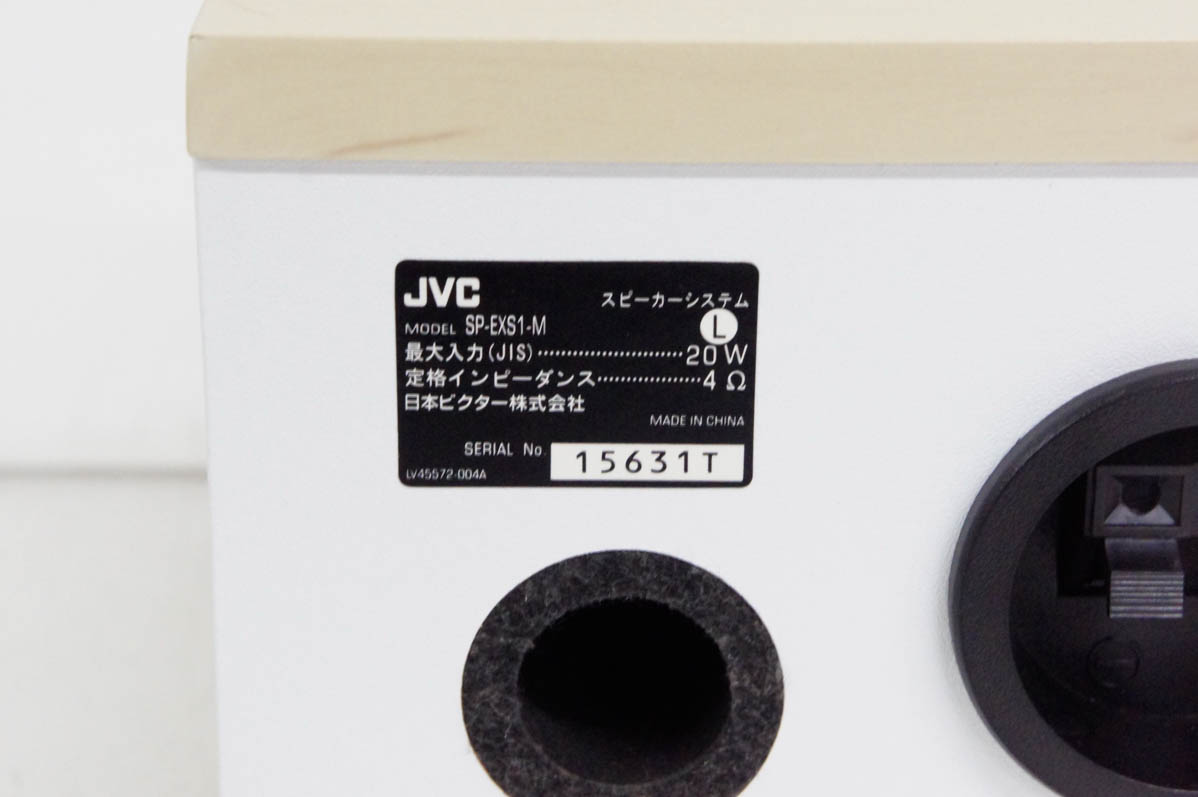 JVC スピーカーシステム
MODEL SP-EXS1-M L
最大入力(JIS)························20W
定格インピーダンス·················4Ω
日本ビクター株式会社
MADE IN CHINA
SERIAL No. 15631T
LV45572-004A